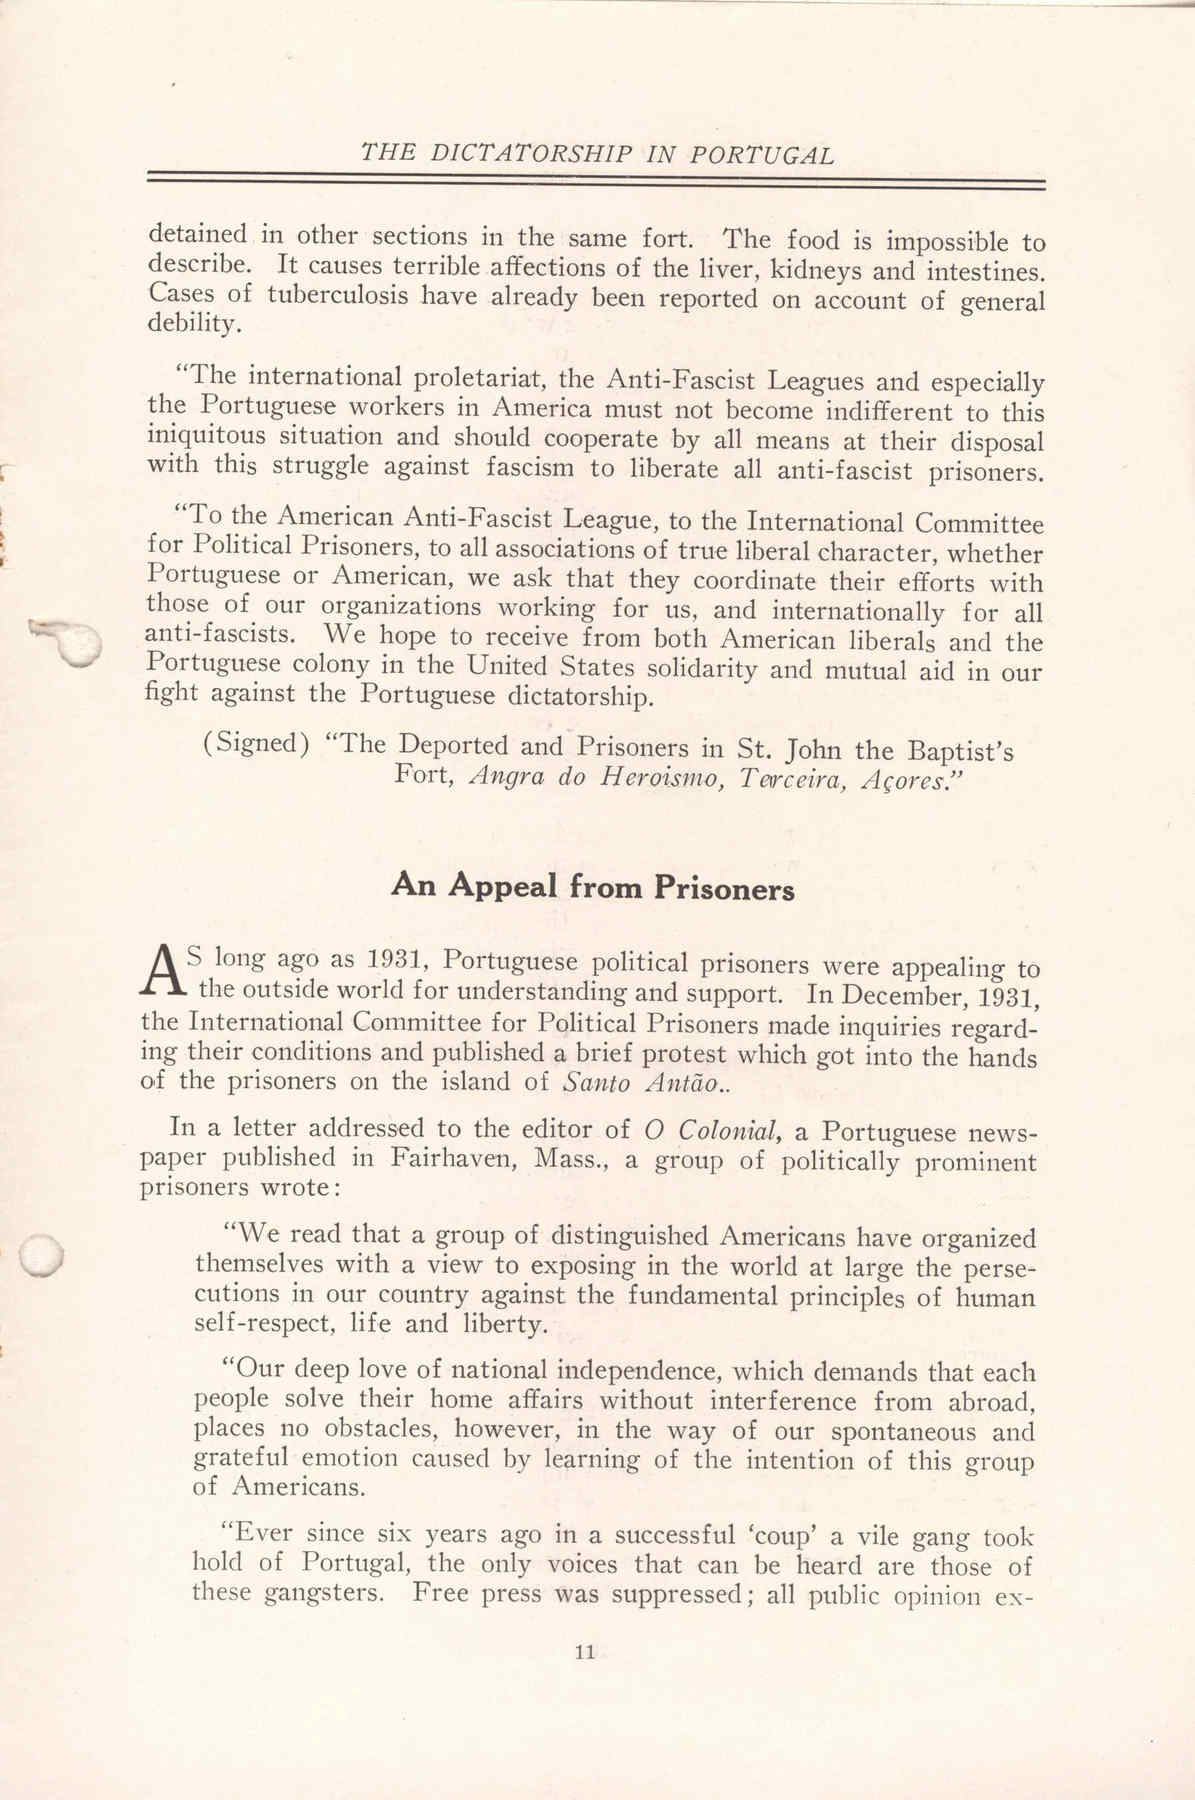 THE DICTATORSHIP IN PORTUGAL
detained in other sections in the same fort. The food is impossible to
describe. It causes terrible affections of the liver, kidneys and intestines.
Cases of tuberculosis have already been reported on account of general
debility.
“The international proletariat, the Anti-Fascist Leagues and especially
the Portuguese workers in America must not become indifferent to this
iniquitous situation and should cooperate by all means at their disposal
with this struggle against fascism to liberate all anti-fascist prisoners.
“To the American Anti-Fascist League, to the International Committee
for Political Prisoners, to all associations of true liberal character, whether
Portuguese or American, we ask that they coordinate their efforts with
those of our organizations working for us, and internationally for all
anti-fascists. We hope to receive from both American liberals and the
Portuguese colony in the United States solidarity and mutual aid in our
fight against the Portuguese dictatorship.
(Signed) “The Deported and Prisoners in St. John the Baptist’s
Fort, Angra do Heroismo, Terceira, Açores.”
An Appeal from Prisoners
AS long ago as 1931, Portuguese political prisoners were appealing to
the outside world for understanding and support. In December, 1931,
the International Committee for Political Prisoners made inquiries regard-
ing their conditions and published a brief protest which got into the hands
of the prisoners on the island of Santo Antão..
In a letter addressed to the editor of O Colonial, a Portuguese news-
paper published in Fairhaven, Mass., a group of politically prominent
prisoners wrote:
“We read that a group of distinguished Americans have organized
themselves with a view to exposing in the world at large the perse-
cutions in our country against the fundamental principles of human
self-respect, life and liberty.
“Our deep love of national independence, which demands that each
people solve their home affairs without interference from abroad,
places no obstacles, however, in the way of our spontaneous and
grateful emotion caused by learning of the intention of this group
of Americans.
“Ever since six years ago in a successful ‘coup’ a vile gang took
hold of Portugal, the only voices that can be heard are those of
these gangsters. Free press was suppressed; all public opinion ex-
11